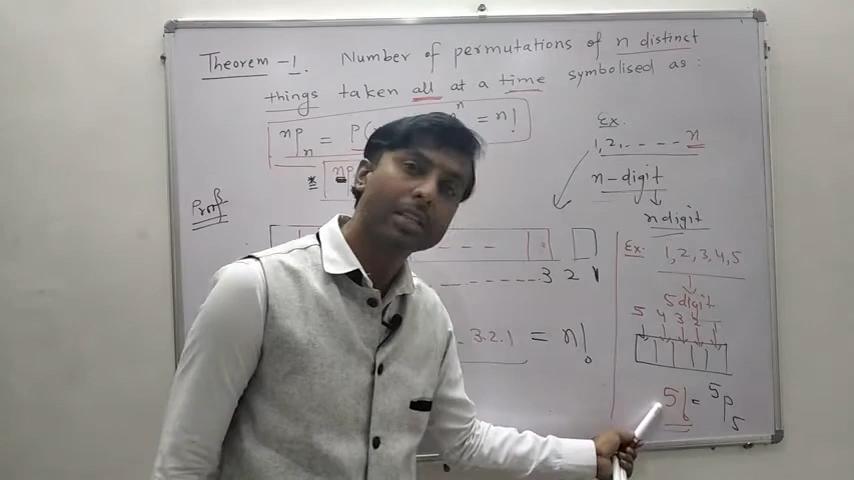 Theorem -1. Number of permutations of n distinct
things taken all at a time symbolised as :
nPn = P( n = n!
* nP
Proof
Ex.
1, 2, ..... n
n-digit
n digit
Ex: 1, 2, 3, 4, 5
5 digit
5 4 3 2 1
------ 3 2 1
3.2.1 = n!
5! = 5P5